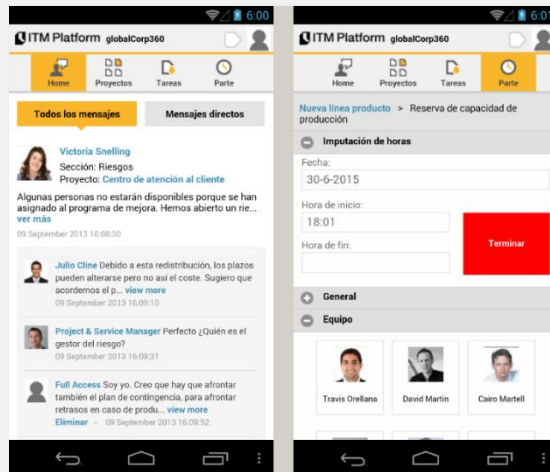 6:00
ITM Platform globalCorp360
Home Proyectos Tareas Parte
Todos los mensajes Mensajes directos
Victoria Snelling
Sección: Riesgos
Proyecto: Centro de atención al cliente
Algunas personas no estarán disponibles porque se han
asignado al programa de mejora. Hemos abierto un rie...
ver más
09 September 2013 16:08:30
Julio Cline Debido a esta redistribución, los plazos
pueden alterarse pero no así el coste. Sugiero que
acordemos el p... view more
09 September 2013 16:09:10
Project & Service Manager Perfecto ¿Quién es el
gestor del riesgo?
09 September 2013 16:09:31
Full Access Soy yo. Creo que hay que afrontar
también el plan de contingencia, para afrontar
retrasos en caso de produ... view more
Eliminar - 09 September 2013 16:09:52
6:01
ITM Platform globalCorp360
Home Proyectos Tareas Parte
Nueva línea producto > Reserva de capacidad de
producción
Imputación de horas
Fecha:
30-6-2015
Hora de inicio:
18:01
Hora de fin:
Terminar
General
Equipo
Travis Orellana David Martin Cairo Martell